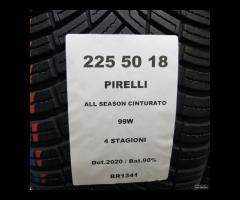 225 50 18
PIRELLI
ALL SEASON CINTURATO
99W
4 STAGIONI
Dot.2020 / Bat.90%
BR1341